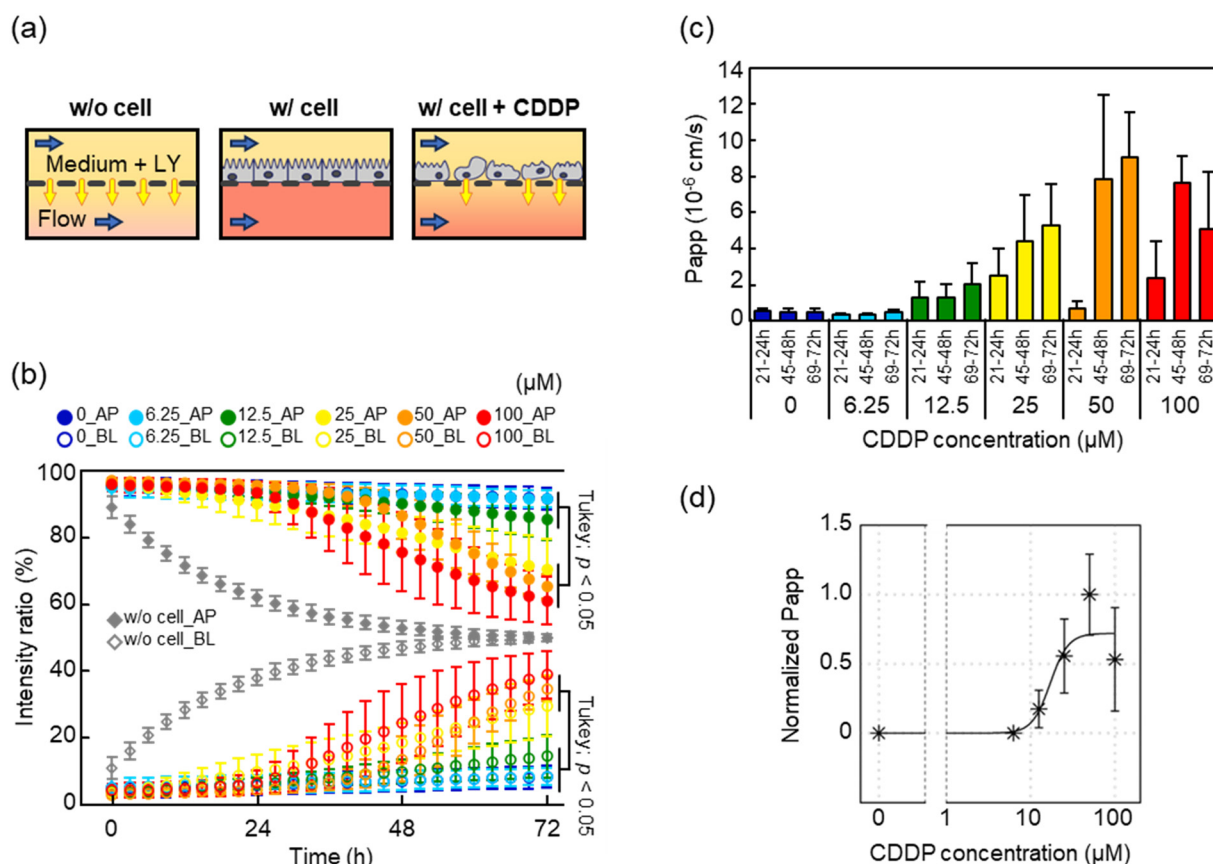 (a)
w/o cell
w/ cell
w/ cell + CDDP
Medium + LY
Flow
(b)
(μM)
0_AP 6.25_AP 12.5_AP 25_AP 50_AP 100_AP
0_BL 6.25_BL 12.5_BL 25_BL 50_BL 100_BL
Intensity ratio (%)
100
80
60
40
20
0
w/o cell_AP
w/o cell_BL
Tukey; p < 0.05
Tukey; p < 0.05
0 24 48 72
Time (h)
(c)
Papp (10-6 cm/s)
14
12
10
8
6
4
2
0
21-24h 45-48h 69-72h 21-24h 45-48h 69-72h 21-24h 45-48h 69-72h 21-24h 45-48h 69-72h 21-24h 45-48h 69-72h 21-24h 45-48h 69-72h
0 6.25 12.5 25 50 100
CDDP concentration (μM)
(d)
Normalized Papp
1.5
1.0
0.5
0
0 1 10 100
CDDP concentration (μM)